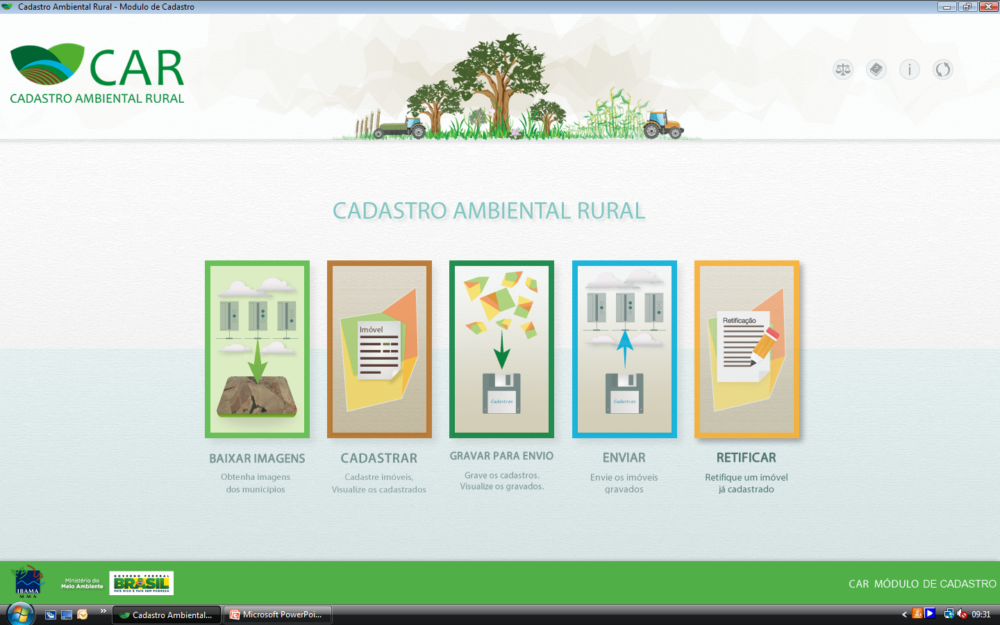 Cadastro Ambiental Rural - Modulo de Cadastro
CAR
CADASTRO AMBIENTAL RURAL
CADASTRO AMBIENTAL RURAL
Imóvel
Cadastros
Cadastros
Retificação
BAIXAR IMAGENS
Obtenha imagens
dos municípios
CADASTRAR
Cadastre imóveis,
Visualize os cadastrados
GRAVAR PARA ENVIO
Grave os cadastros.
Visualize os gravados.
ENVIAR
Envie os imóveis
gravados
RETIFICAR
Retifique um imóvel
já cadastrado
IBAMA
MMA
Ministério do
Meio Ambiente
GOVERNO FEDERAL
BRASIL
PAÍS RICO É PAÍS SEM POBREZA
CAR MÓDULO DE CADASTRO
Cadastro Ambiental...
Microsoft PowerPoi...
09:31